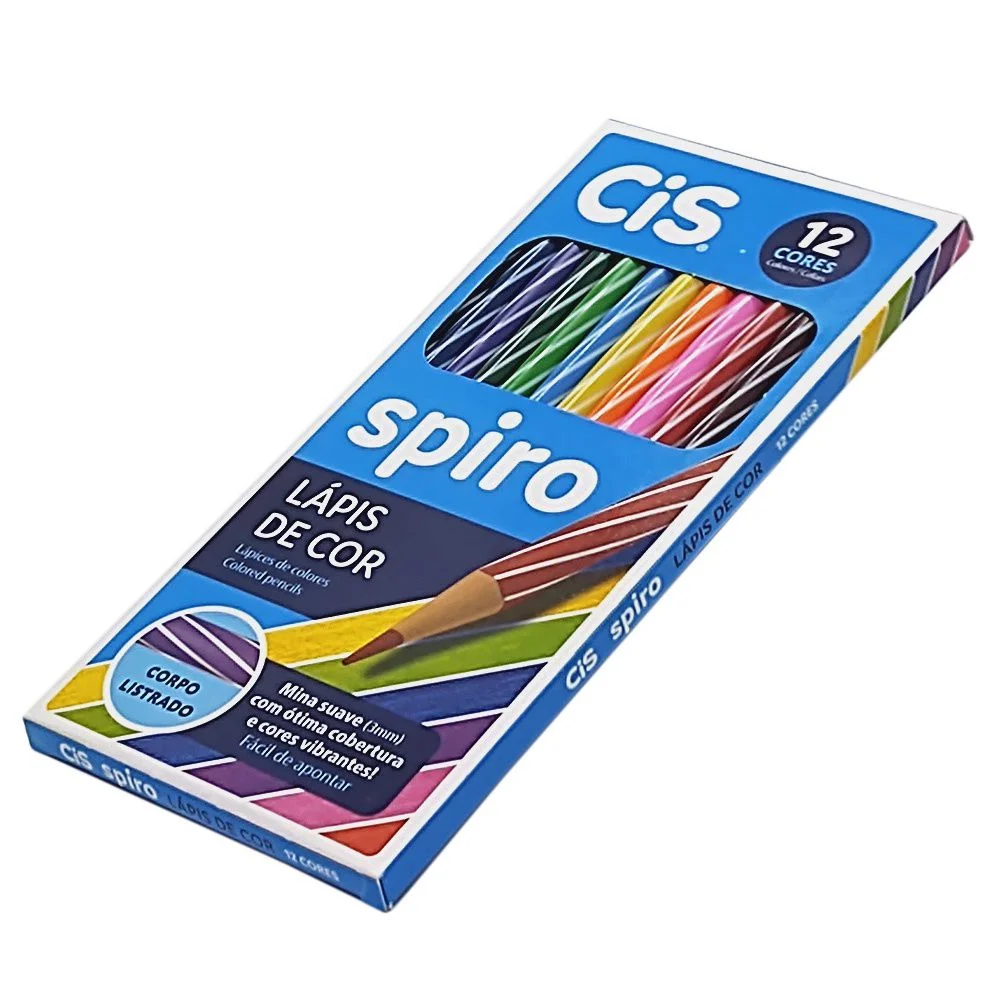 CiS®
12
CORES
Colores / Colors
spiro
LÁPIS
DE COR
Lápices de colores
Colored pencils
CORPO
LISTRADO
Mina suave (3mm)
com ótima cobertura
e cores vibrantes!
Fácil de apontar
CiS spiro LÁPIS DE COR 12 CORES
CiS spiro LÁPIS DE COR 12 CORES